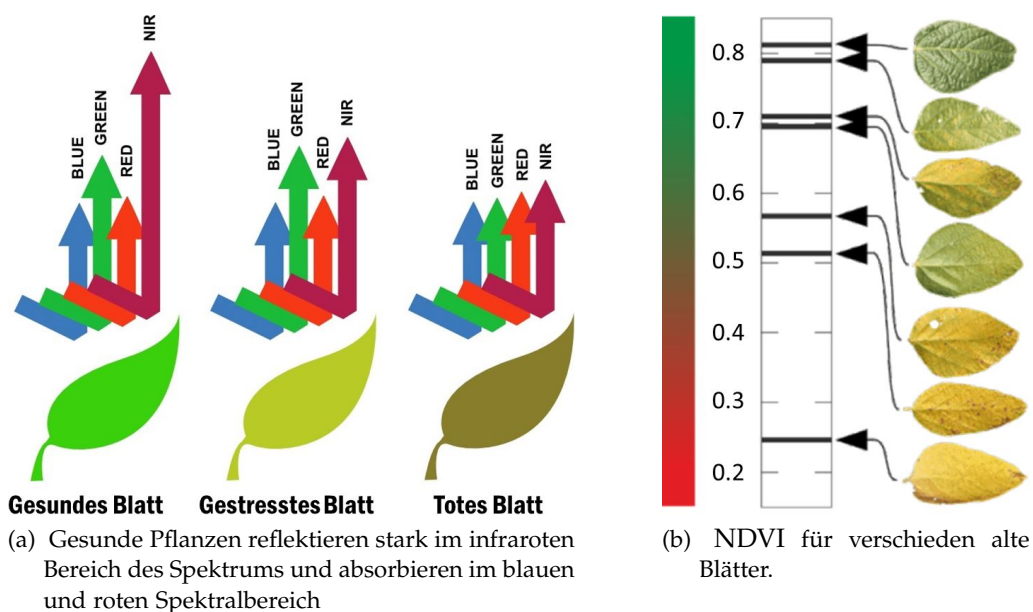 BLUE
GREEN
RED
NIR
BLUE
GREEN
RED
NIR
BLUE
GREEN
RED
NIR
Gesundes Blatt
Gestresstes Blatt
Totes Blatt
(a) Gesunde Pflanzen reflektieren stark im infraroten
Bereich des Spektrums und absorbieren im blauen
und roten Spektralbereich
0.8
0.7
0.6
0.5
0.4
0.3
0.2
(b) NDVI für verschieden alte
Blätter.